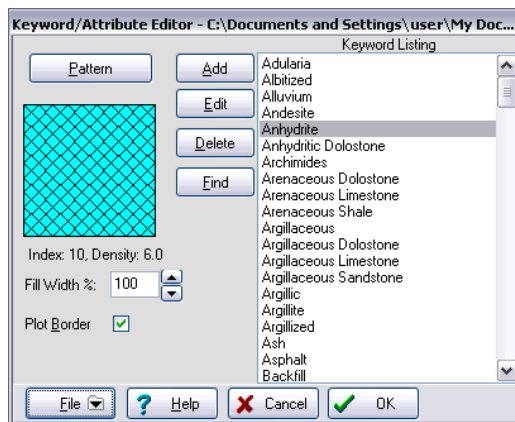 Keyword/Attribute Editor - C:\Documents and Settings\user\My Doc...
Keyword Listing
Pattern
Add
Edit
Delete
Find
Index: 10, Density: 6.0
Fill Width %: 100
Plot Border
Adularia
Albitized
Alluvium
Andesite
Anhydrite
Anhydritic Dolostone
Archimides
Arenaceous Dolostone
Arenaceous Limestone
Arenaceous Shale
Argillaceous
Argillaceous Dolostone
Argillaceous Limestone
Argillaceous Sandstone
Argillic
Argillite
Argillized
Ash
Asphalt
Backfill
File
? Help
Cancel
OK